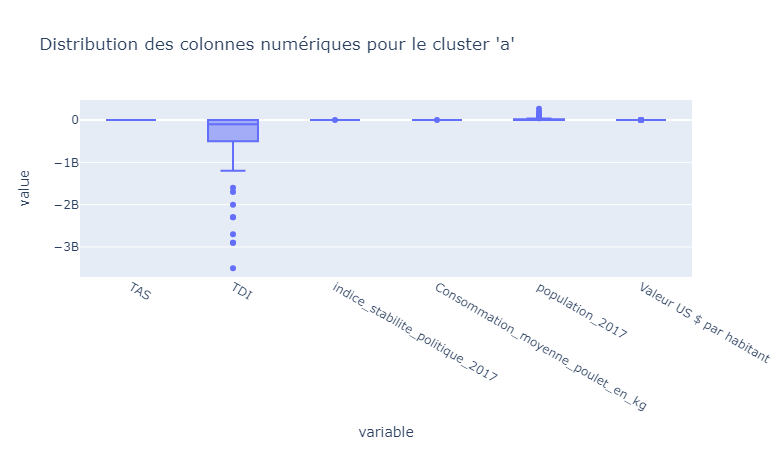 Distribution des colonnes numériques pour le cluster 'a'
0
−1B
−2B
−3B
value
TAS
TDI
indice_stabilite_politique_2017
Consommation_moyenne_poulet_en_kg
population_2017
Valeur US $ par habitant
variable